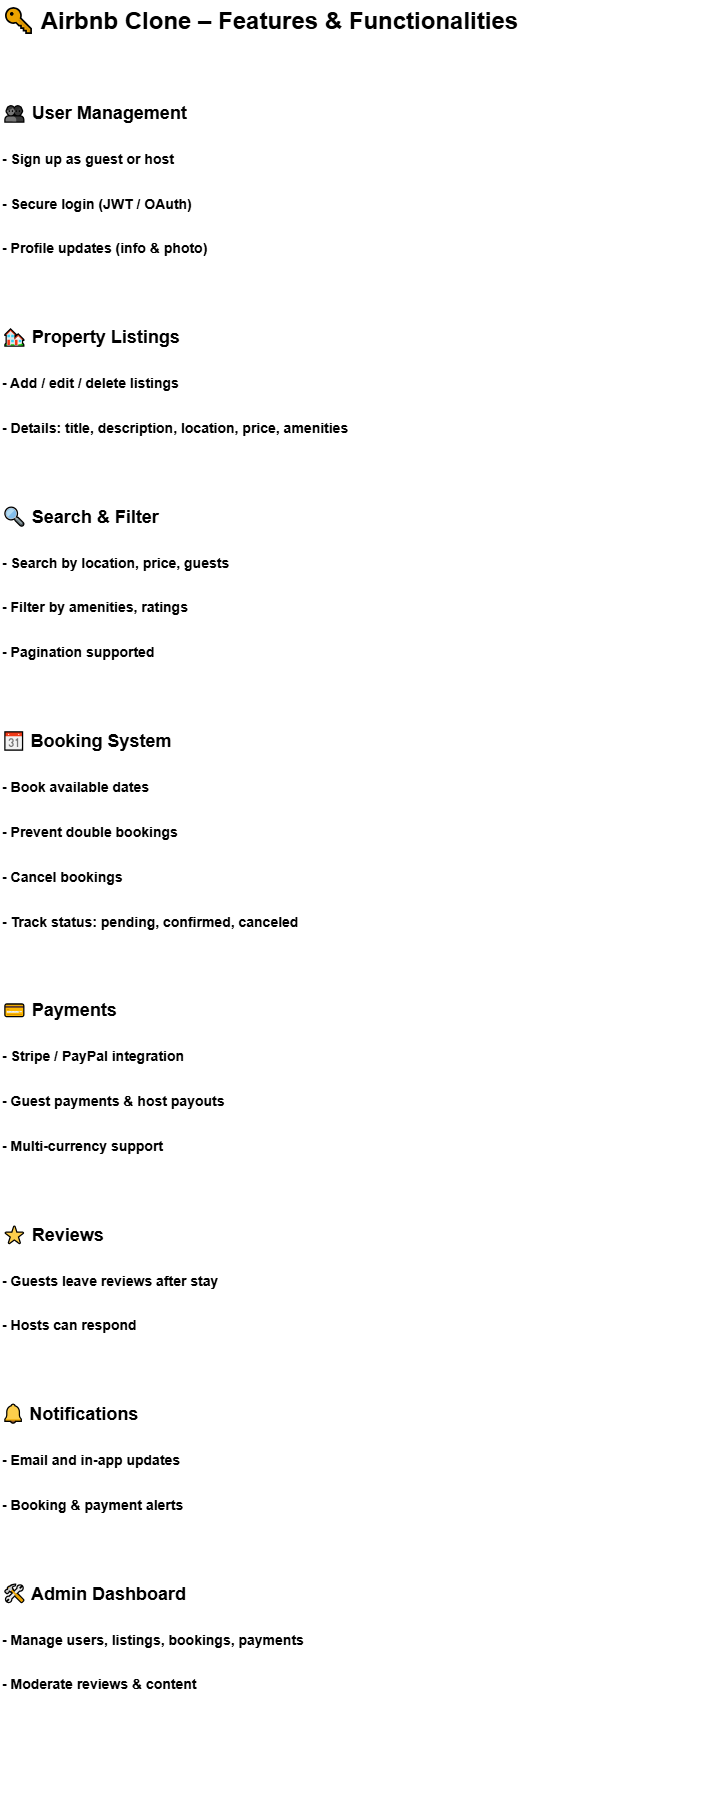 🔑 Airbnb Clone – Features & Functionalities
👥 User Management
- Sign up as guest or host
- Secure login (JWT / OAuth)
- Profile updates (info & photo)
🏘️ Property Listings
- Add / edit / delete listings
- Details: title, description, location, price, amenities
🔍 Search & Filter
- Search by location, price, guests
- Filter by amenities, ratings
- Pagination supported
📅 Booking System
- Book available dates
- Prevent double bookings
- Cancel bookings
- Track status: pending, confirmed, canceled
💳 Payments
- Stripe / PayPal integration
- Guest payments & host payouts
- Multi-currency support
⭐ Reviews
- Guests leave reviews after stay
- Hosts can respond
🔔 Notifications
- Email and in-app updates
- Booking & payment alerts
🛠️ Admin Dashboard
- Manage users, listings, bookings, payments
- Moderate reviews & content